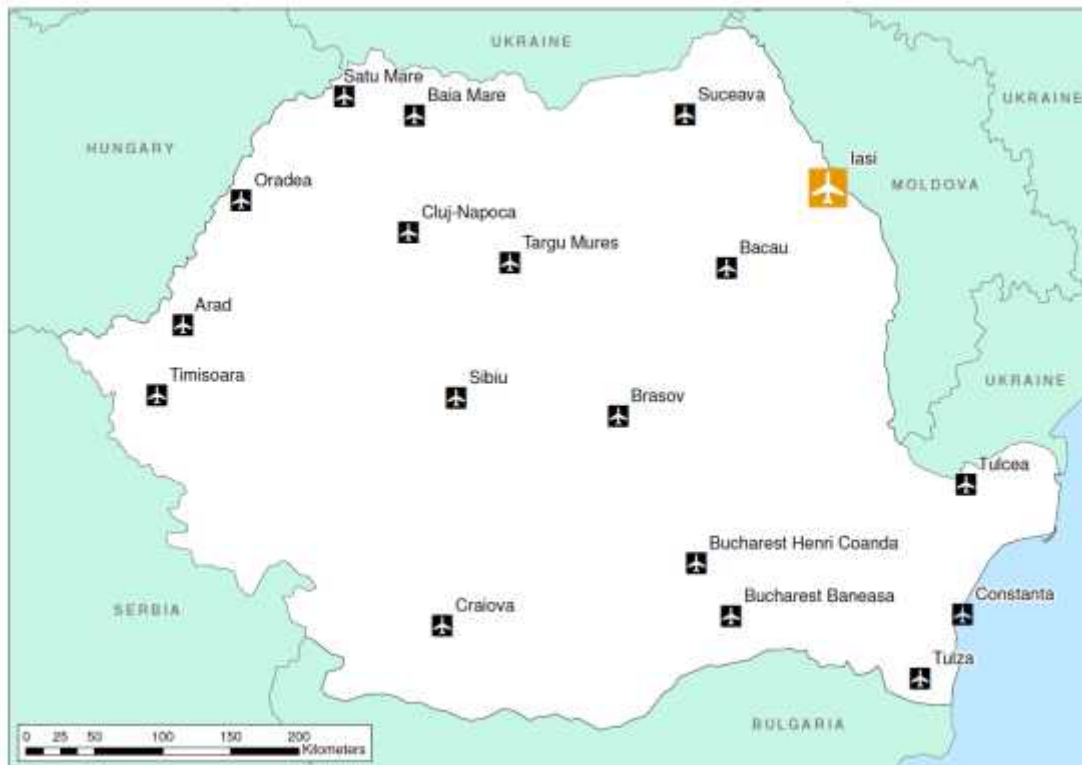 UKRAINE
Satu Mare
Baia Mare
Suceava
UKRAINE
HUNGARY
Iasi
MOLDOVA
Oradea
Cluj-Napoca
Targu Mures
Bacau
Arad
Timisoara
Sibiu
Brasov
UKRAINE
Tulcea
Bucharest Henri Coanda
SERBIA
Craiova
Bucharest Baneasa
Constanta
Tulza
BULGARIA
0 25 50 100 150 200
Kilometers